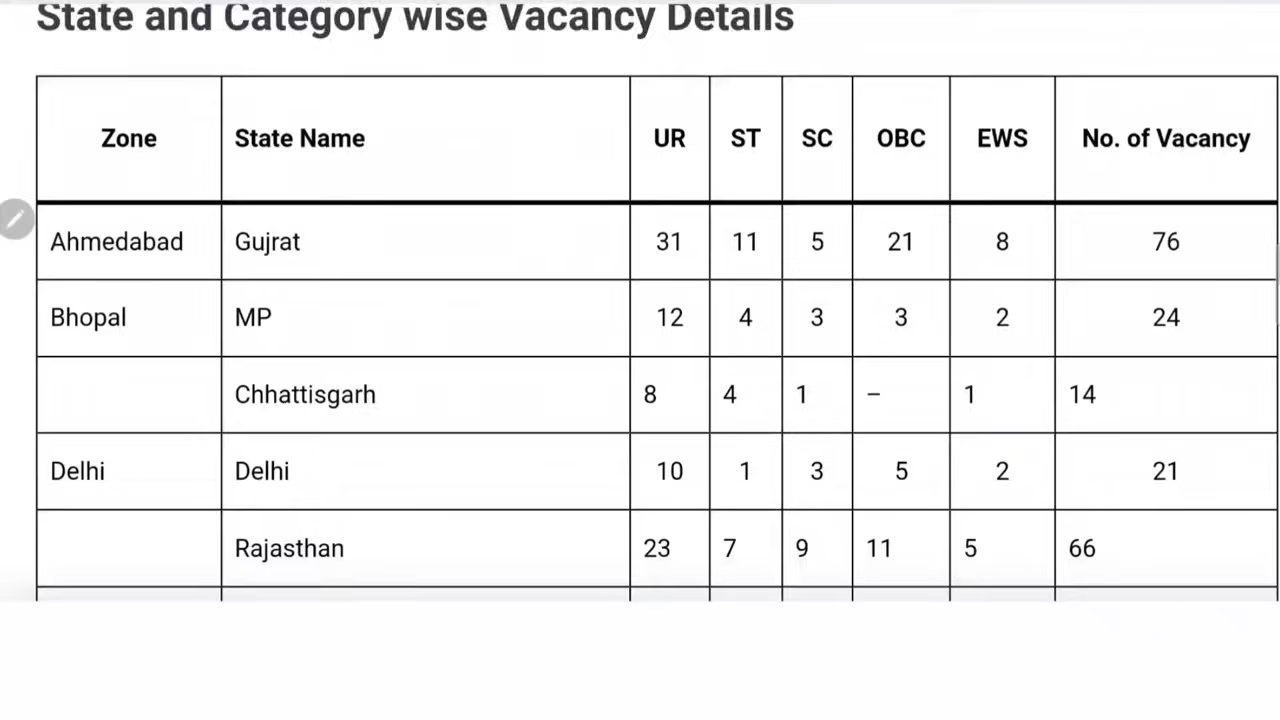 State and Category wise Vacancy Details
Zone State Name UR ST SC OBC EWS No. of Vacancy
Ahmedabad Gujrat 31 11 5 21 8 76
Bhopal MP 12 4 3 3 2 24
Chhattisgarh 8 4 1 – 1 14
Delhi Delhi 10 1 3 5 2 21
Rajasthan 23 7 9 11 5 66